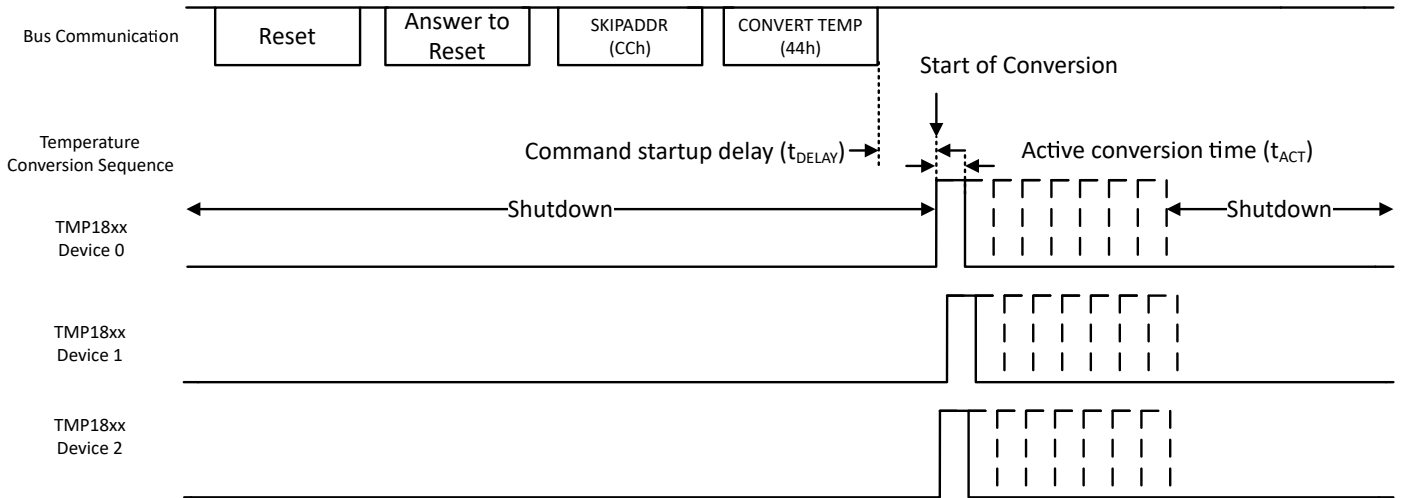 Bus Communication
Reset
Answer to
Reset
SKIPADDR
(CCh)
CONVERT TEMP
(44h)
Start of Conversion
Temperature
Conversion Sequence
Command startup delay (tDELAY)
Active conversion time (tACT)
Shutdown
Shutdown
TMP18xx
Device 0
TMP18xx
Device 1
TMP18xx
Device 2